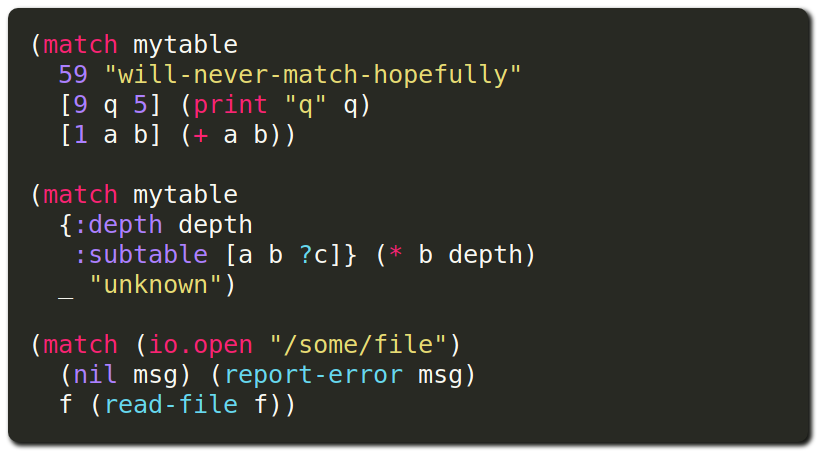 (match mytable
  59 "will-never-match-hopefully"
  [9 q 5] (print "q" q)
  [1 a b] (+ a b))

(match mytable
  {:depth depth
   :subtable [a b ?c]} (* b depth)
  _ "unknown")

(match (io.open "/some/file")
  (nil msg) (report-error msg)
  f (read-file f))